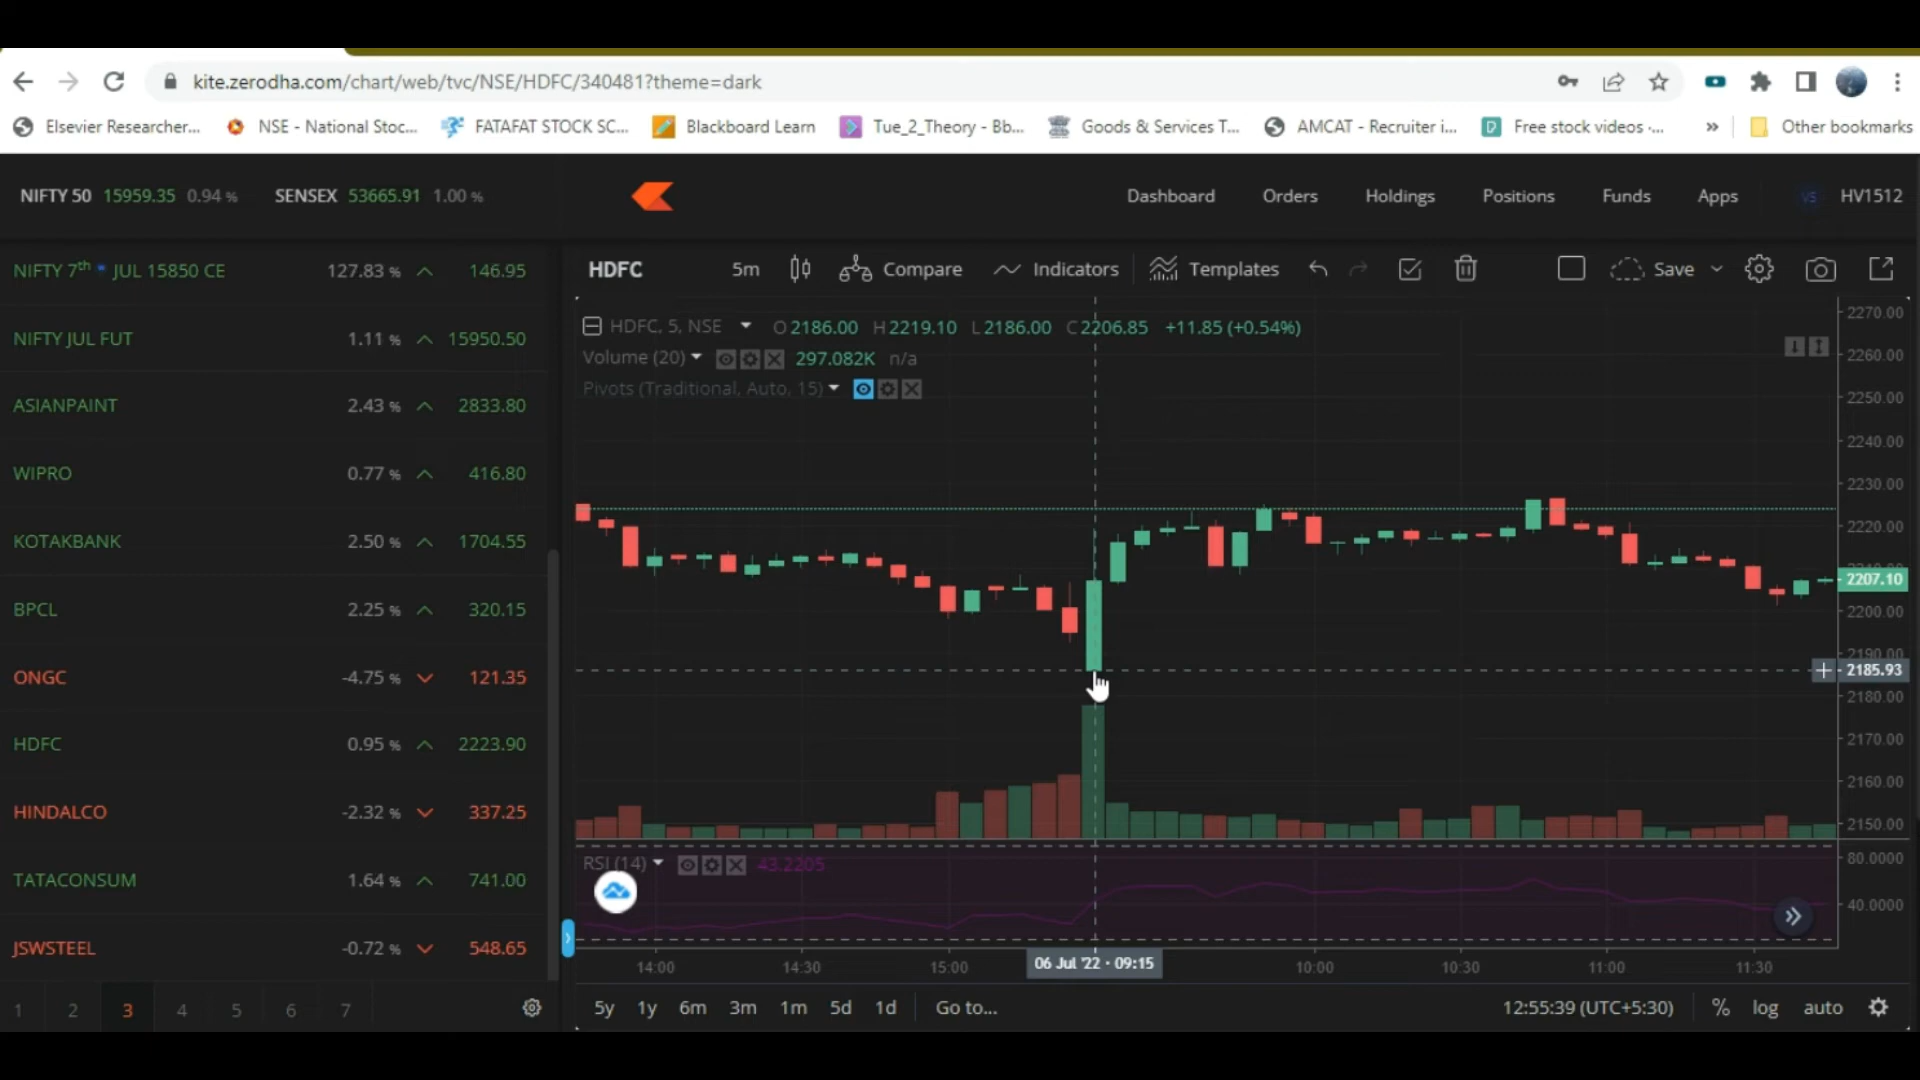 kite.zerodha.com/chart/web/tvc/NSE/HDFC/340481?theme=dark
Elsevier Researcher... NSE - National Stoc... FATAFAT STOCK SC... Blackboard Learn Tue_2_Theory - Bb... Goods & Services T... AMCAT - Recruiter i... Free stock videos -... » Other bookmarks
NIFTY 50 15959.35 0.94 % SENSEX 53665.91 1.00 % Dashboard Orders Holdings Positions Funds Apps VS HV1512
NIFTY 7th JUL 15850 CE 127.83 % 146.95
NIFTY JUL FUT 1.11 % 15950.50
ASIANPAINT 2.43 % 2833.80
WIPRO 0.77 % 416.80
KOTAKBANK 2.50 % 1704.55
BPCL 2.25 % 320.15
ONGC -4.75 % 121.35
HDFC 0.95 % 2223.90
HINDALCO -2.32 % 337.25
TATACONSUM 1.64 % 741.00
JSWSTEEL -0.72 % 548.65
1 2 3 4 5 6 7
HDFC 5m Compare Indicators Templates Save
HDFC, 5, NSE O 2186.00 H 2219.10 L 2186.00 C 2206.85 +11.85 (+0.54%)
Volume (20) 297.082K n/a
Pivots (Traditional, Auto, 15)
2270.00
2260.00
2250.00
2240.00
2230.00
2220.00
2207.10
2200.00
2190.00
2185.93
2180.00
2170.00
2160.00
2150.00
RSI (14) 43.2205
80.0000
40.0000
14:00 14:30 15:00 06 Jul '22 · 09:15 10:00 10:30 11:00 11:30
5y 1y 6m 3m 1m 5d 1d Go to... 12:55:39 (UTC+5:30) % log auto